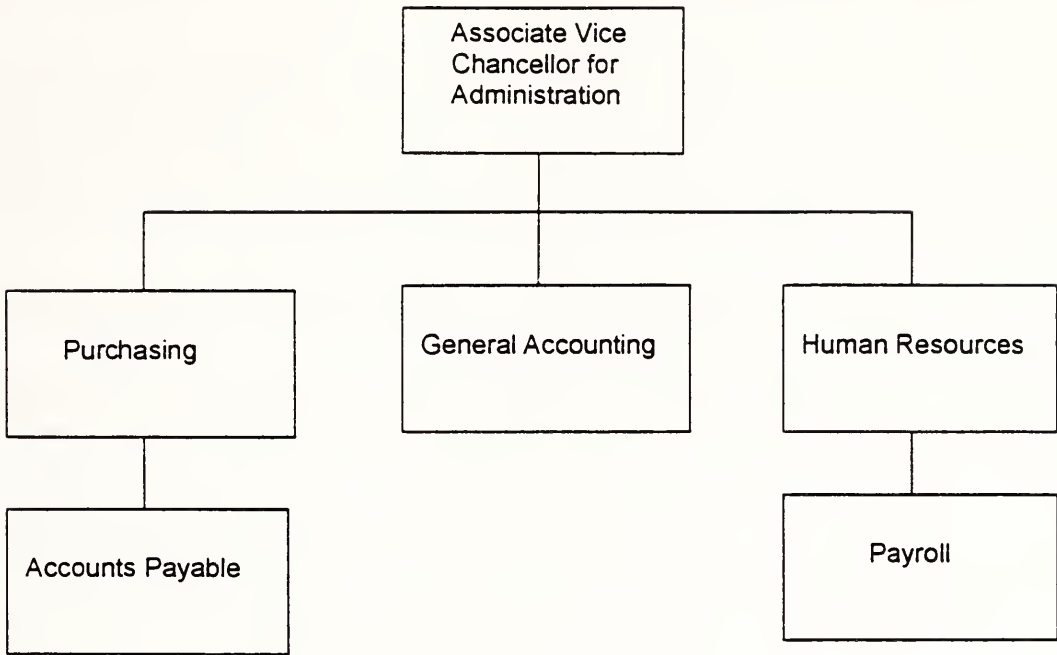 Associate Vice
Chancellor for
Administration
Purchasing
General Accounting
Human Resources
Accounts Payable
Payroll